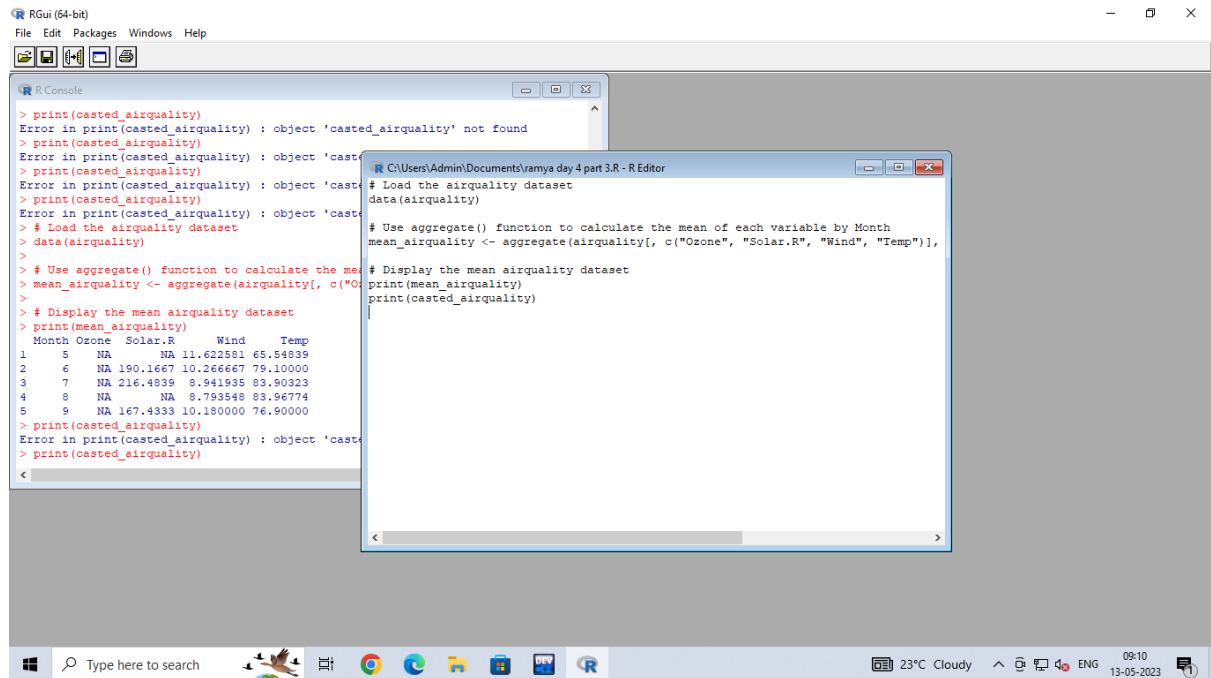 RGui (64-bit)
File Edit Packages Windows Help
R Console
> print(casted_airquality)
Error in print(casted_airquality) : object 'casted_airquality' not found
> print(casted_airquality)
Error in print(casted_airquality) : object 'caste
> print(casted_airquality)
Error in print(casted_airquality) : object 'caste
> print(casted_airquality)
Error in print(casted_airquality) : object 'caste
> # Load the airquality dataset
> data(airquality)
>
> # Use aggregate() function to calculate the mea
> mean_airquality <- aggregate(airquality[, c("Oz
>
> # Display the mean airquality dataset
> print(mean_airquality)
  Month Ozone  Solar.R      Wind     Temp
1     5    NA       NA 11.622581 65.54839
2     6    NA 190.1667 10.266667 79.10000
3     7    NA 216.4839  8.941935 83.90323
4     8    NA       NA  8.793548 83.96774
5     9    NA 167.4333 10.180000 76.90000
> print(casted_airquality)
Error in print(casted_airquality) : object 'caste
> print(casted_airquality)
C:\Users\Admin\Documents\ramya day 4 part 3.R - R Editor
# Load the airquality dataset
data(airquality)
# Use aggregate() function to calculate the mean of each variable by Month
mean_airquality <- aggregate(airquality[, c("Ozone", "Solar.R", "Wind", "Temp")],
# Display the mean airquality dataset
print(mean_airquality)
print(casted_airquality)
Type here to search
DEV
R
23°C Cloudy
ENG
09:10
13-05-2023
1